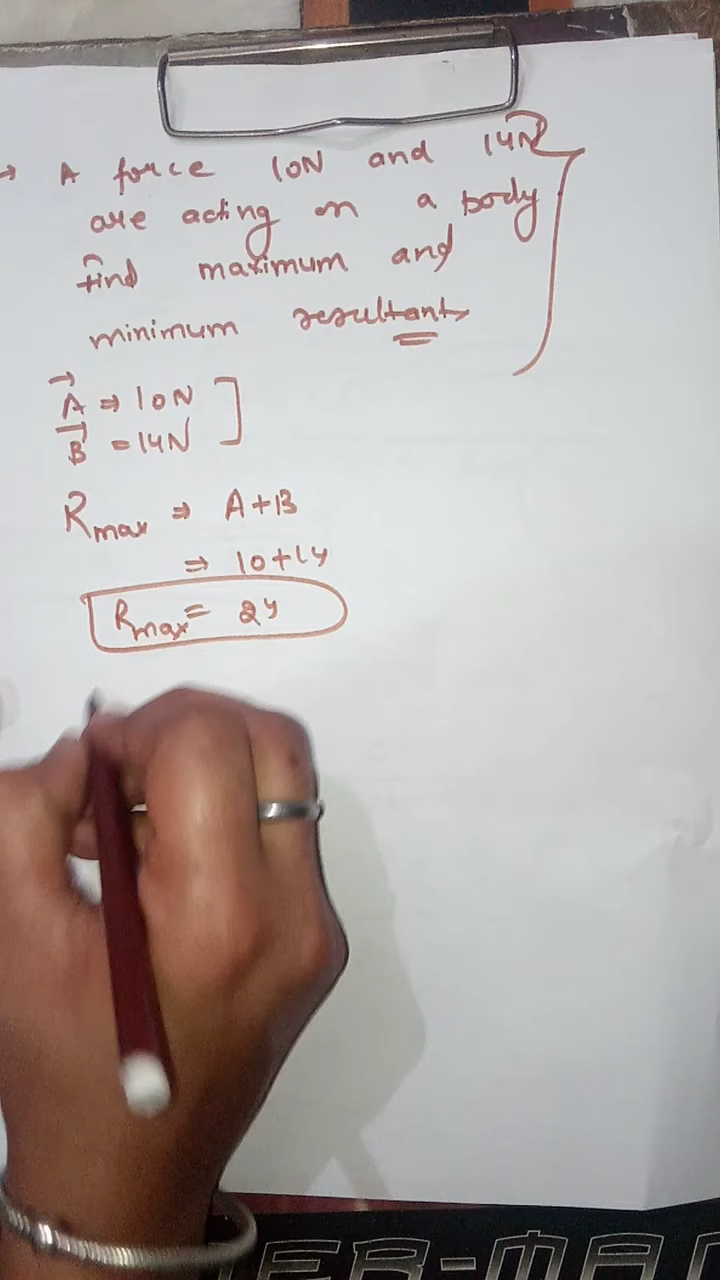 → A force 10N and 14N
are acting on a body
find maximum and
minimum resultant
A ⇒ 10N
B = 14N
Rmax ⇒ A+B
⇒ 10+14
Rmax = 24